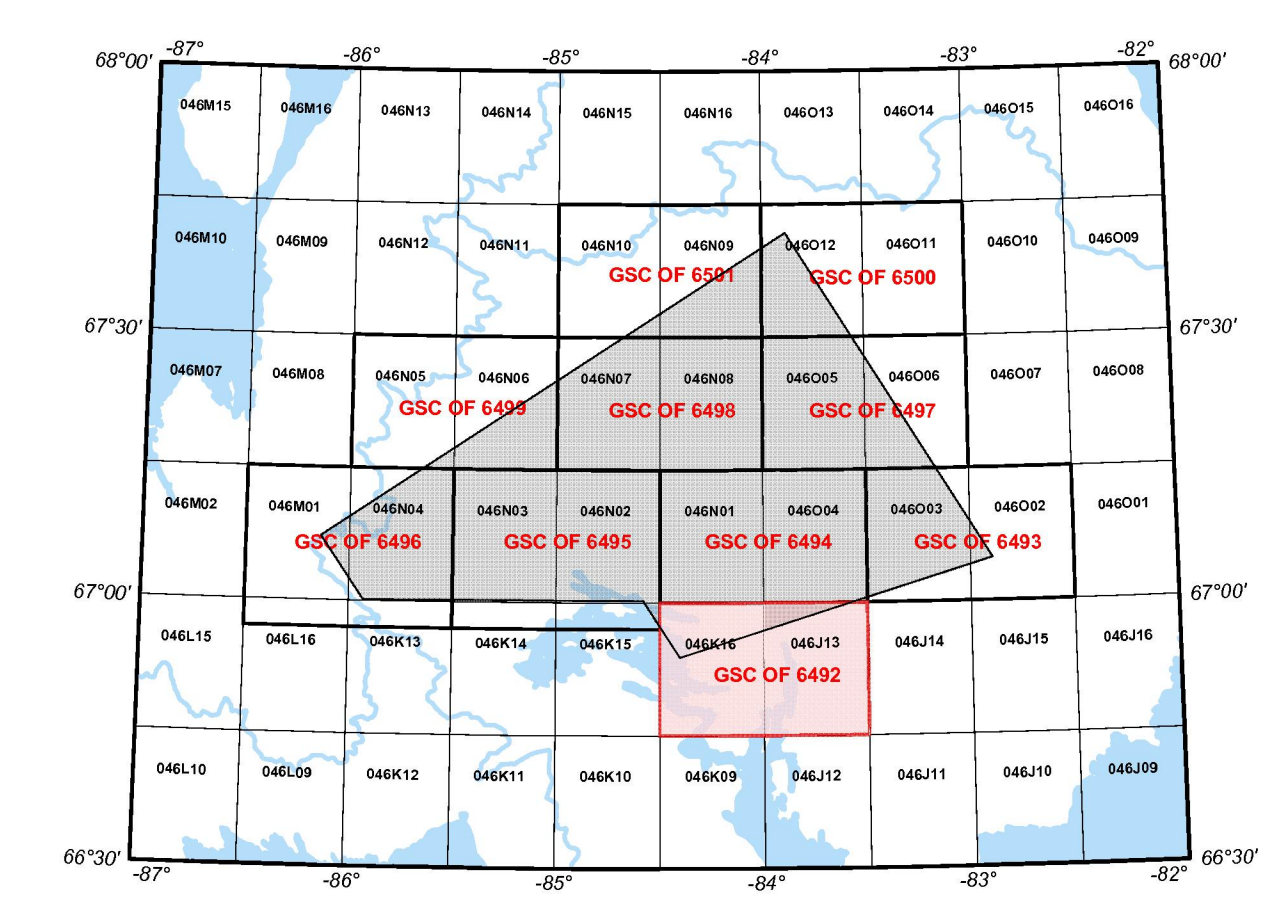 -87° -86° -85° -84° -83° -82°
68°00' 68°00'
046M15 046M16 046N13 046N14 046N15 046N16 046O13 046O14 046O15 046O16
046M10 046M09 046N12 046N11 046N10 046N09 046O12 046O11 046O10 046O09
GSC OF 6501 GSC OF 6500
67°30' 67°30'
046M07 046M08 046N05 046N06 046N07 046N08 046O05 046O06 046O07 046O08
GSC OF 6499 GSC OF 6498 GSC OF 6497
046M02 046M01 046N04 046N03 046N02 046N01 046O04 046O03 046O02 046O01
GSC OF 6496 GSC OF 6495 GSC OF 6494 GSC OF 6493
67°00' 67°00'
046L15 046L16 046K13 046K14 046K15 046K16 046J13 046J14 046J15 046J16
GSC OF 6492
046L10 046L09 046K12 046K11 046K10 046K09 046J12 046J11 046J10 046J09
66°30' 66°30'
-87° -86° -85° -84° -83° -82°